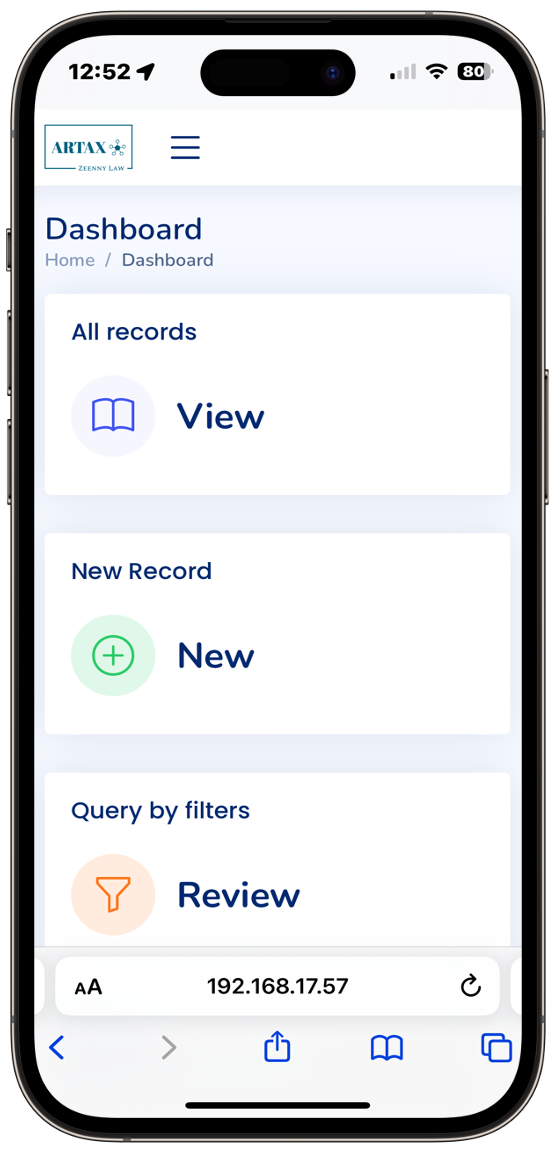 12:52
80
ARTAX
ZEENNY LAW
Dashboard
Home / Dashboard
All records
View
New Record
New
Query by filters
Review
AA 192.168.17.57